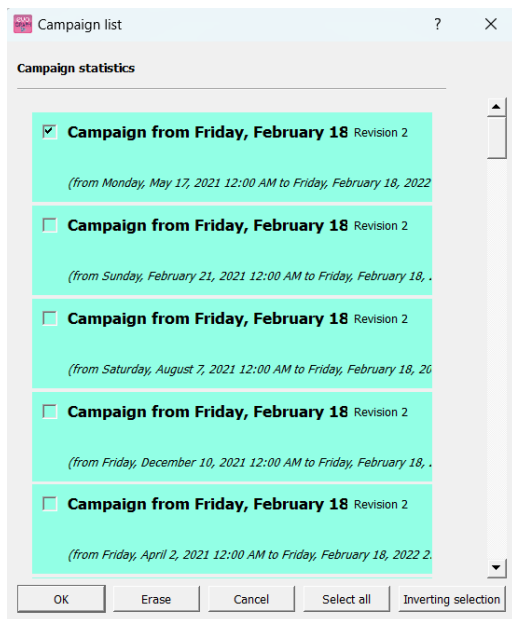 Campaign list
?
Campaign statistics
Campaign from Friday, February 18 Revision 2
(from Monday, May 17, 2021 12:00 AM to Friday, February 18, 2022
Campaign from Friday, February 18 Revision 2
(from Sunday, February 21, 2021 12:00 AM to Friday, February 18, .
Campaign from Friday, February 18 Revision 2
(from Saturday, August 7, 2021 12:00 AM to Friday, February 18, 20
Campaign from Friday, February 18 Revision 2
(from Friday, December 10, 2021 12:00 AM to Friday, February 18, .
Campaign from Friday, February 18 Revision 2
(from Friday, April 2, 2021 12:00 AM to Friday, February 18, 2022 2.
OK Erase Cancel Select all Inverting selection